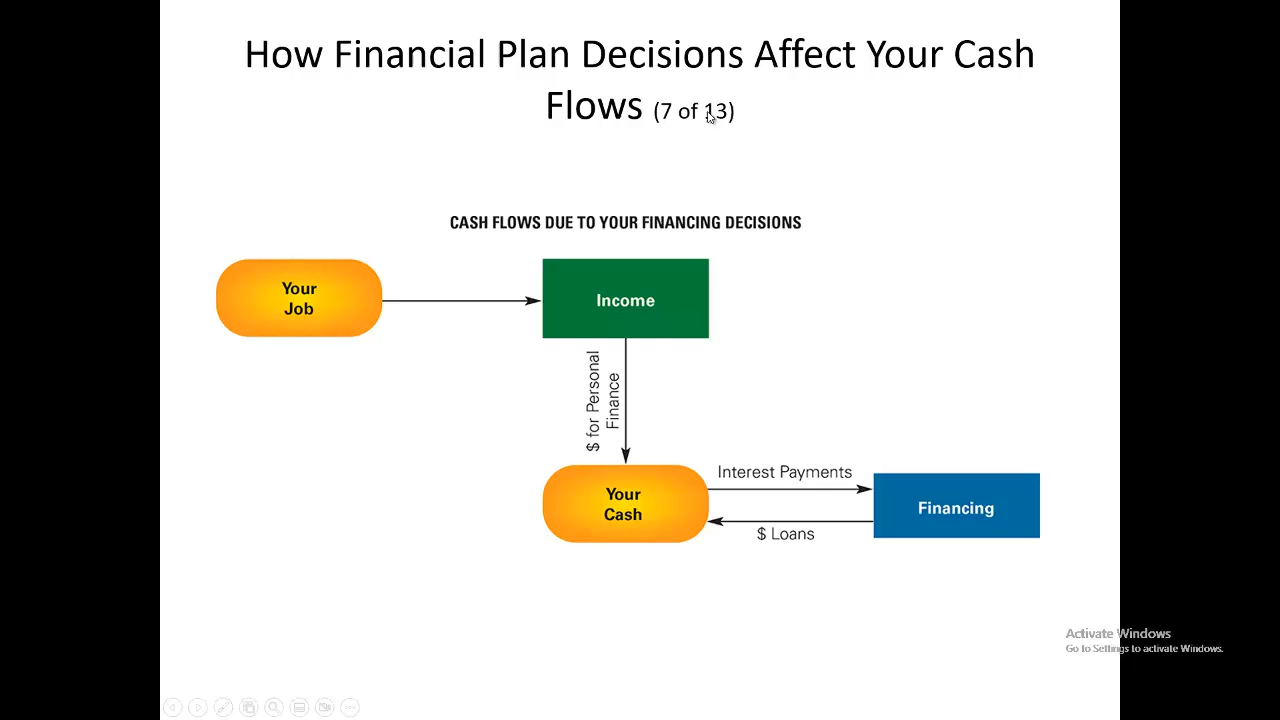 How Financial Plan Decisions Affect Your Cash
Flows (7 of 13)
CASH FLOWS DUE TO YOUR FINANCING DECISIONS
Your
Job
Income
$ for Personal
Finance
Your
Cash
Interest Payments
$ Loans
Financing
Activate Windows
Go to Settings to activate Windows.